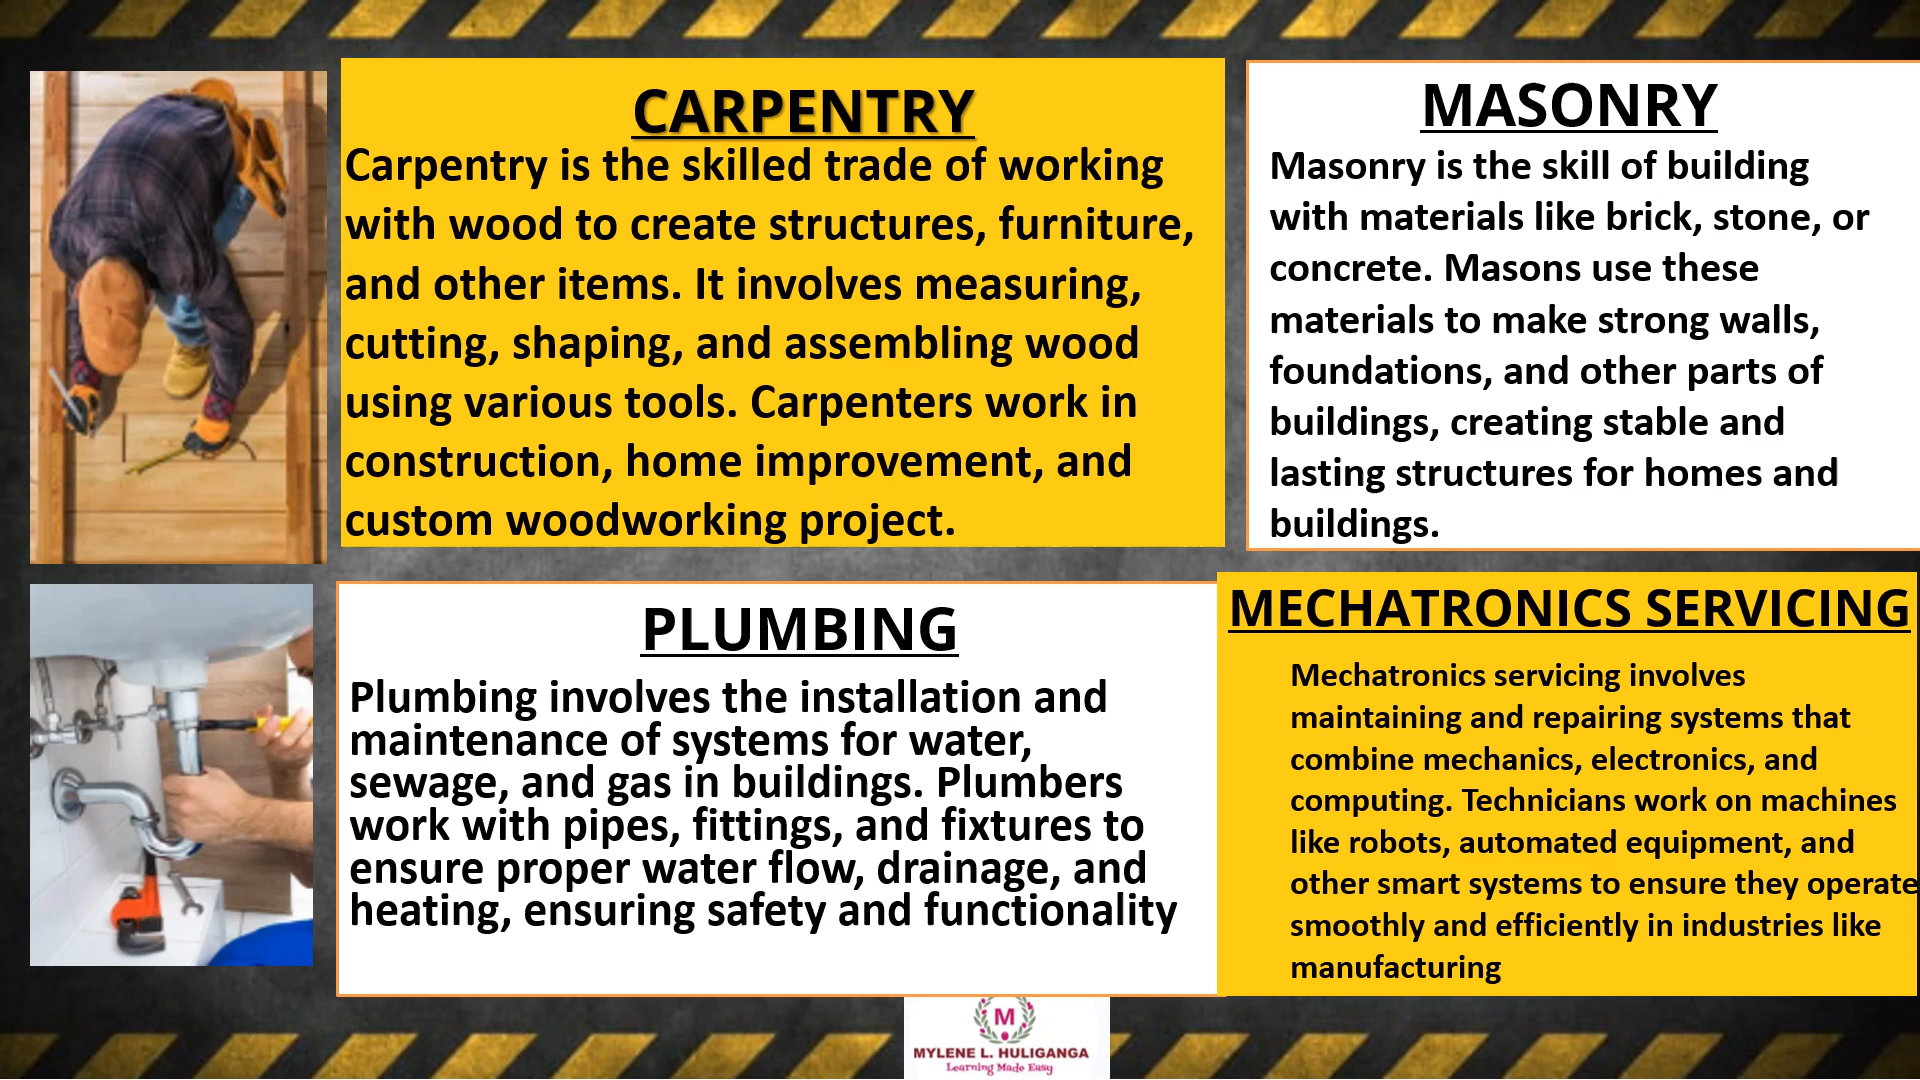 CARPENTRY
Carpentry is the skilled trade of working
with wood to create structures, furniture,
and other items. It involves measuring,
cutting, shaping, and assembling wood
using various tools. Carpenters work in
construction, home improvement, and
custom woodworking project.
MASONRY
Masonry is the skill of building
with materials like brick, stone, or
concrete. Masons use these
materials to make strong walls,
foundations, and other parts of
buildings, creating stable and
lasting structures for homes and
buildings.
PLUMBING
Plumbing involves the installation and
maintenance of systems for water,
sewage, and gas in buildings. Plumbers
work with pipes, fittings, and fixtures to
ensure proper water flow, drainage, and
heating, ensuring safety and functionality
MECHATRONICS SERVICING
Mechatronics servicing involves
maintaining and repairing systems that
combine mechanics, electronics, and
computing. Technicians work on machines
like robots, automated equipment, and
other smart systems to ensure they operate
smoothly and efficiently in industries like
manufacturing
M
MYLENE L. HULIGANGA
Learning Made Easy